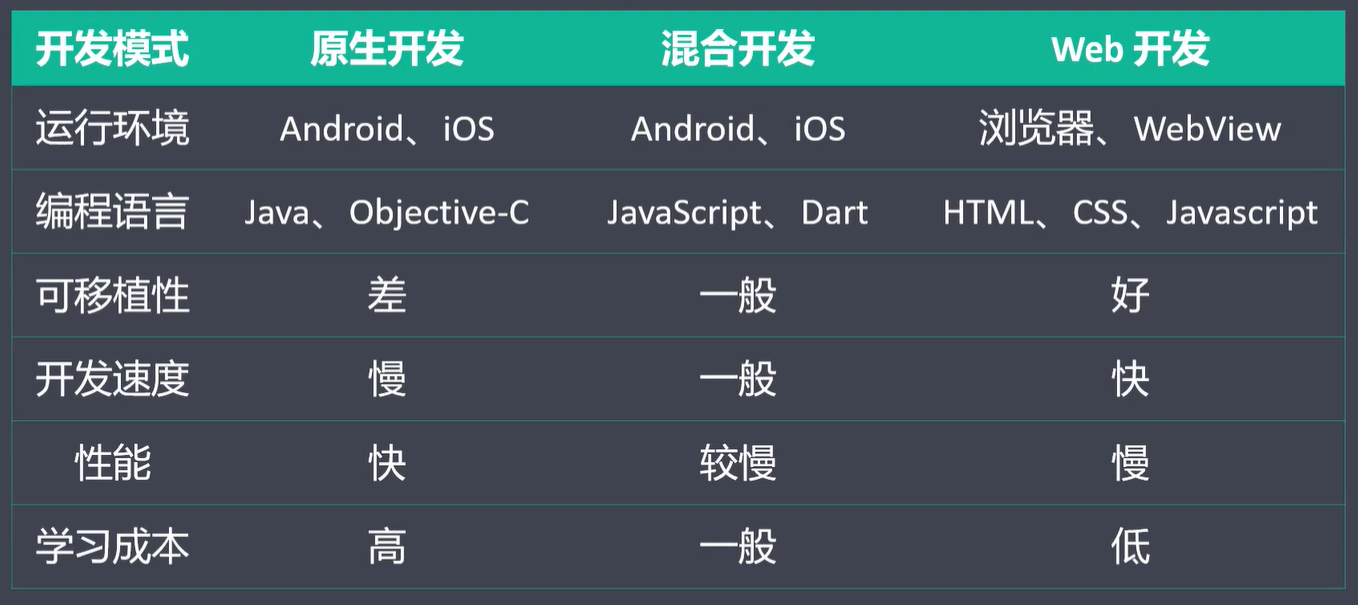 开发模式 原生开发 混合开发 Web 开发
运行环境 Android、iOS Android、iOS 浏览器、WebView
编程语言 Java、Objective-C JavaScript、Dart HTML、CSS、Javascript
可移植性 差 一般 好
开发速度 慢 一般 快
性能 快 较慢 慢
学习成本 高 一般 低